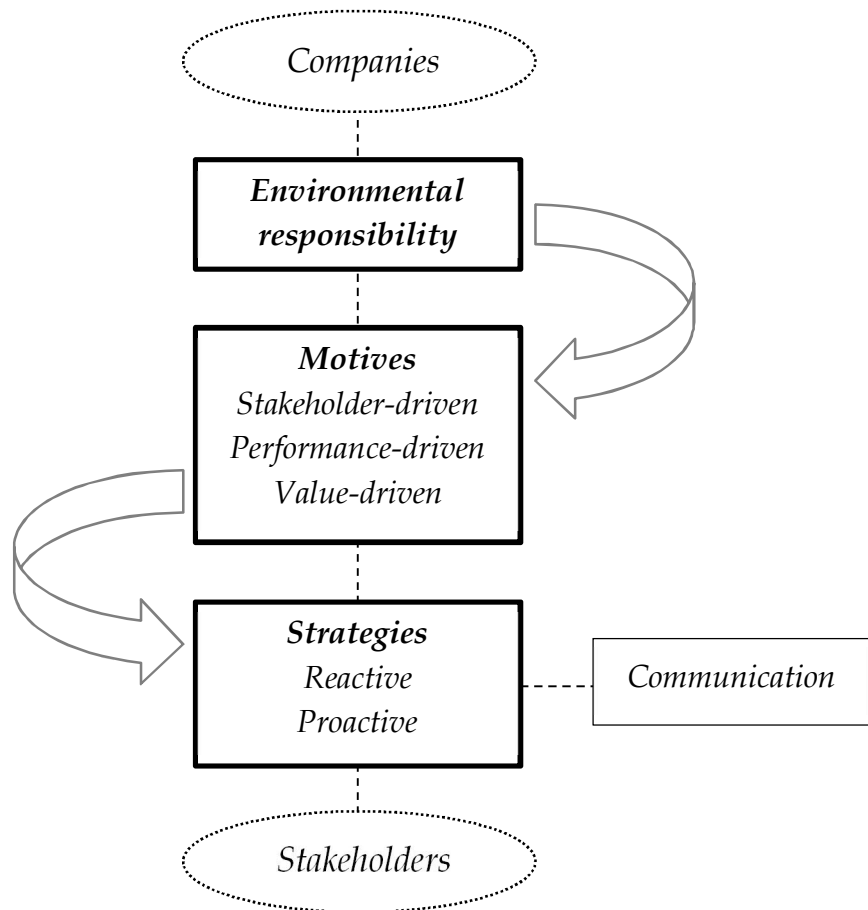 Companies
Environmental
responsibility
Motives
Stakeholder-driven
Performance-driven
Value-driven
Strategies
Reactive
Proactive
Communication
Stakeholders